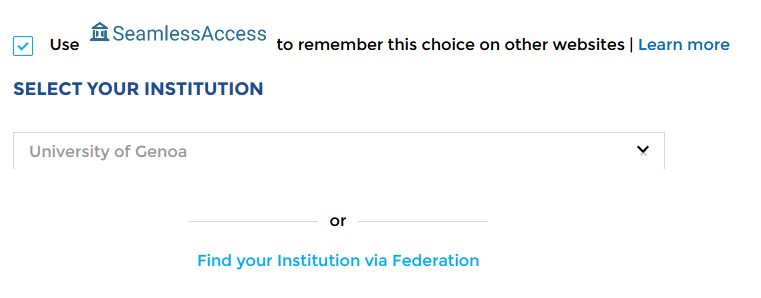 Use SeamlessAccess to remember this choice on other websites | Learn more
SELECT YOUR INSTITUTION
University of Genoa
or
Find your Institution via Federation